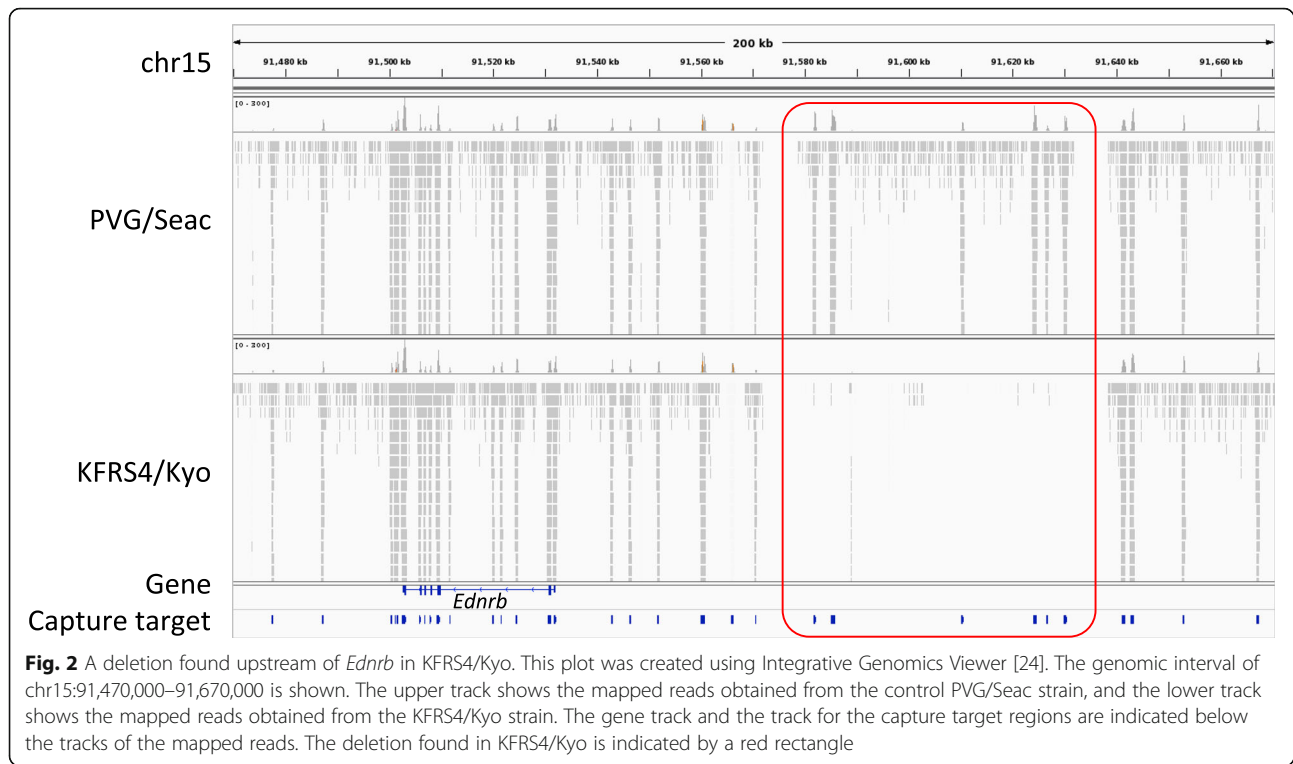 200 kb
chr15
91,480 kb 91,500 kb 91,520 kb 91,540 kb 91,560 kb 91,580 kb 91,600 kb 91,620 kb 91,640 kb 91,660 kb
[0 - 300]
PVG/Seac
[0 - 300]
KFRS4/Kyo
Gene
Ednrb
Capture target
Fig. 2 A deletion found upstream of Ednrb in KFRS4/Kyo. This plot was created using Integrative Genomics Viewer [24]. The genomic interval of
chr15:91,470,000–91,670,000 is shown. The upper track shows the mapped reads obtained from the control PVG/Seac strain, and the lower track
shows the mapped reads obtained from the KFRS4/Kyo strain. The gene track and the track for the capture target regions are indicated below
the tracks of the mapped reads. The deletion found in KFRS4/Kyo is indicated by a red rectangle